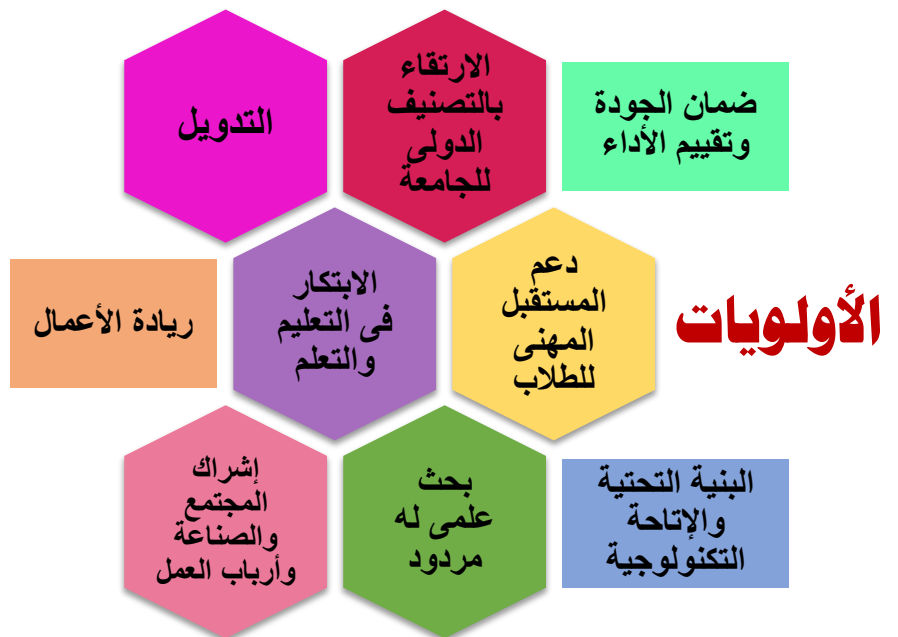 الأولويات
ضمان الجودة
وتقييم الأداء
الارتقاء
بالتصنيف
الدولى
للجامعة
التدويل
دعم
المستقبل
المهنى
للطلاب
الابتكار
فى التعليم
والتعلم
ريادة الأعمال
البنية التحتية
والإتاحة
التكنولوجية
بحث
علمى له
مردود
إشراك
المجتمع
والصناعة
وأرباب العمل